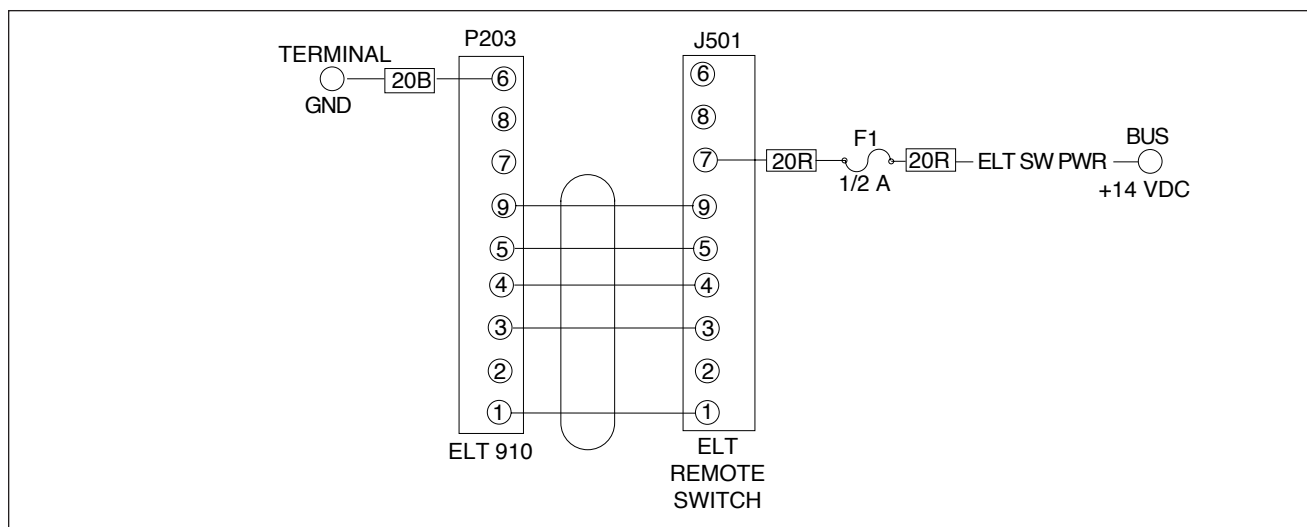 P203
J501
TERMINAL
GND
20B
6
8
7
9
5
4
3
2
1
ELT 910
6
8
7
9
5
4
3
2
1
ELT
REMOTE
SWITCH
20R
F1
1/2 A
20R
ELT SW PWR
BUS
+14 VDC